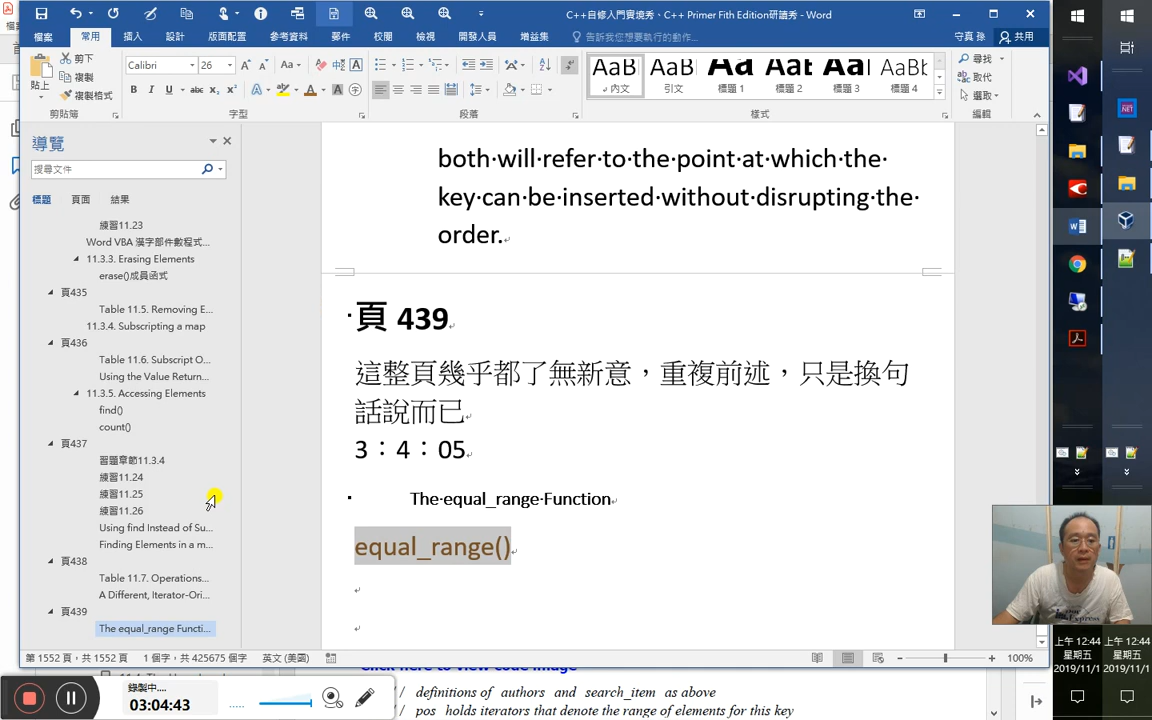 C++自修入門實境秀、C++ Primer Fith Edition研讀秀 - Word
檔案 常用 插入 設計 版面配置 參考資料 郵件 校閱 檢視 開發人員 增益集 告訴我您想要執行的動作... 守真 孫 共用
貼上 剪下 複製 複製格式
Calibri 26
AaB AaB AaB AaB AaB AaBb
內文 引文 標題 1 標題 2 標題 3 標題 4
尋找 取代 選取
剪貼簿 字型 段落 樣式 編輯
導覽
搜尋文件
標題 頁面 結果
練習11.23
Word VBA 漢字部件數程式...
11.3.3. Erasing Elements
erase()成員函式
頁435
Table 11.5. Removing E...
11.3.4. Subscripting a map
頁436
Table 11.6. Subscript O...
Using the Value Return...
11.3.5. Accessing Elements
find()
count()
頁437
習題章節11.3.4
練習11.24
練習11.25
練習11.26
Using find Instead of Su...
Finding Elements in a m...
頁438
Table 11.7. Operations...
A Different, Iterator-Ori...
頁439
The equal_range Functi...
both will refer to the point at which the
key can be inserted without disrupting the
order.
頁 439
這整頁幾乎都了無新意，重複前述，只是換句
話說而已
3：4：05
The equal_range Function
equal_range()
第 1552 頁，共 1552 頁 1 個字，共 425675 個字 英文 (美國) 100%
Click here to view code image
// definitions of authors and search_item as above
// pos holds iterators that denote the range of elements for this key
錄製中....
03:04:43
上午 12:44
星期五
2019/11/1
上午 12:44
星期五
2019/11/1